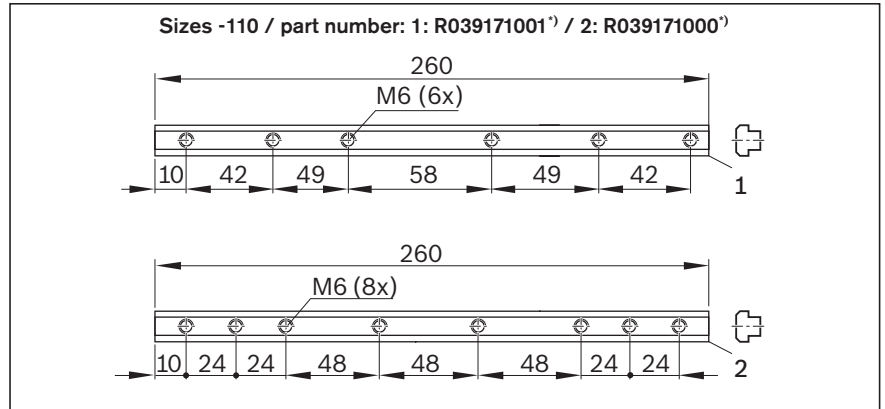 Sizes -110 / part number: 1: R039171001*) / 2: R039171000*)
260
M6 (6x)
10 42 49 58 49 42
1
260
M6 (8x)
10 24 24 48 48 48 24 24
2